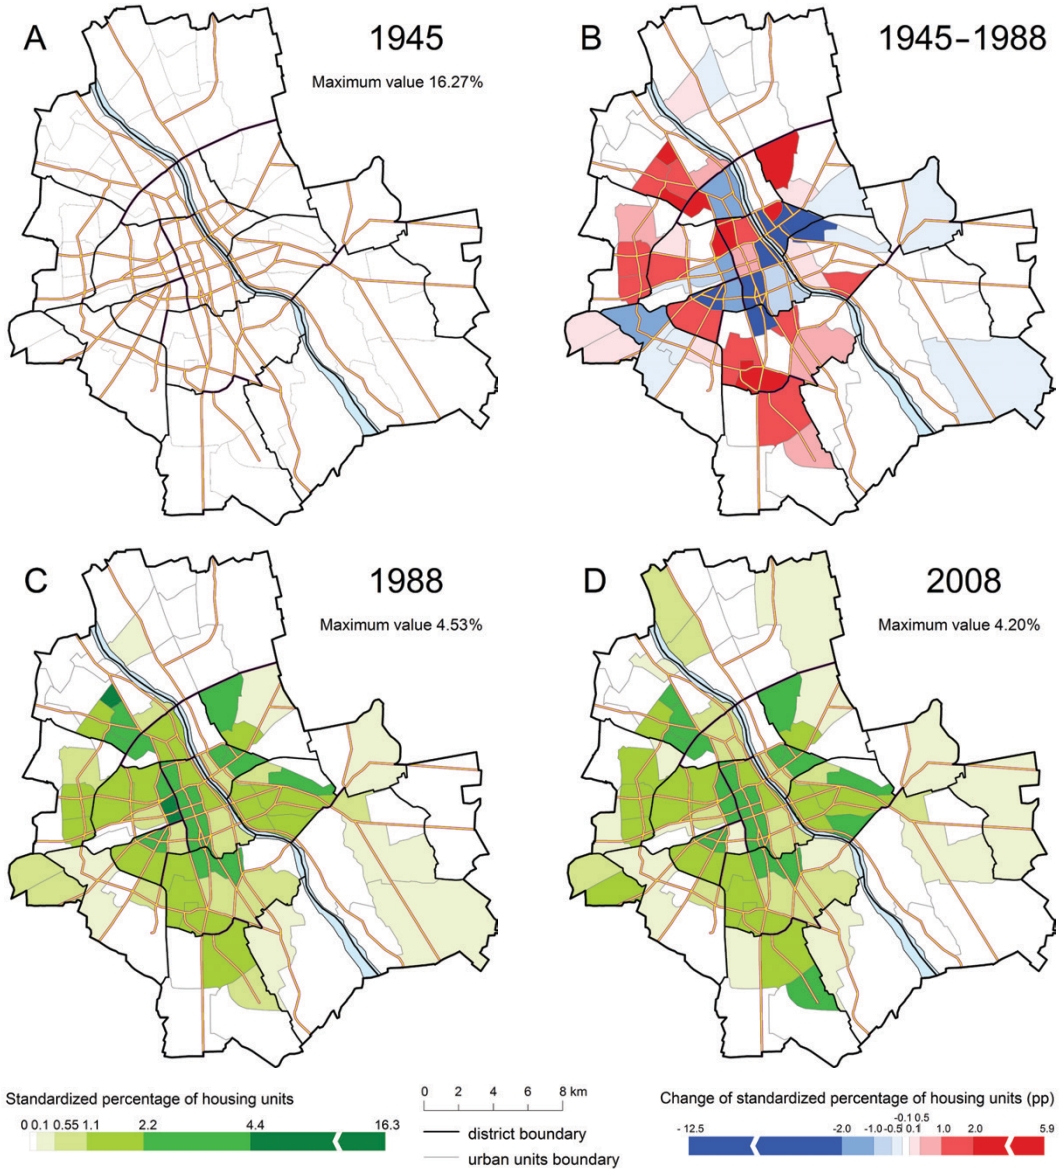 A
1945
Maximum value 16.27%
B
1945–1988
C
1988
Maximum value 4.53%
D
2008
Maximum value 4.20%
Standardized percentage of housing units
0 0.1 0.55 1.1 2.2 4.4 16.3
0 2 4 6 8 km
district boundary
urban units boundary
Change of standardized percentage of housing units (pp)
-0.1 0.5
-12.5 -2.0 -1.0 -0.5 0.1 1.0 2.0 5.9